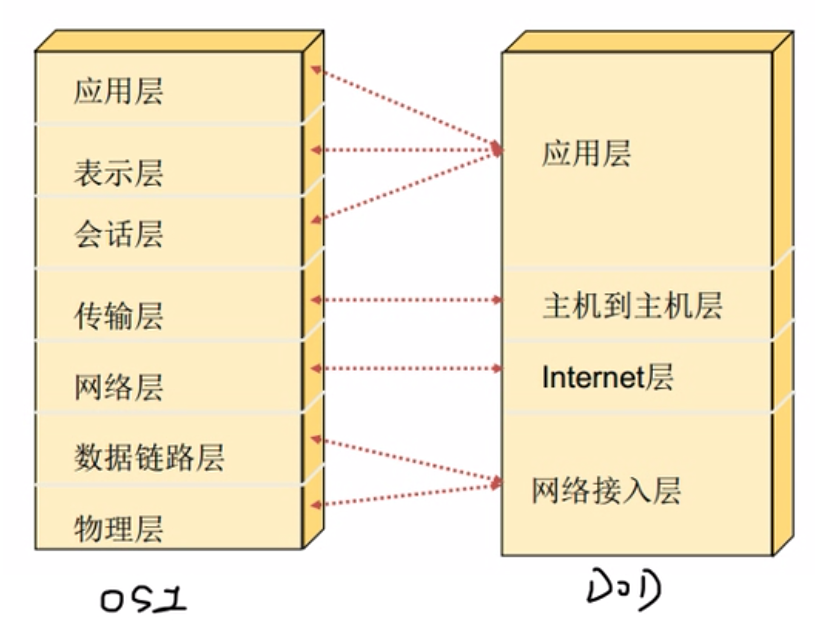 应用层
表示层
会话层
传输层
网络层
数据链路层
物理层
OSI
应用层
主机到主机层
Internet层
网络接入层
DoD